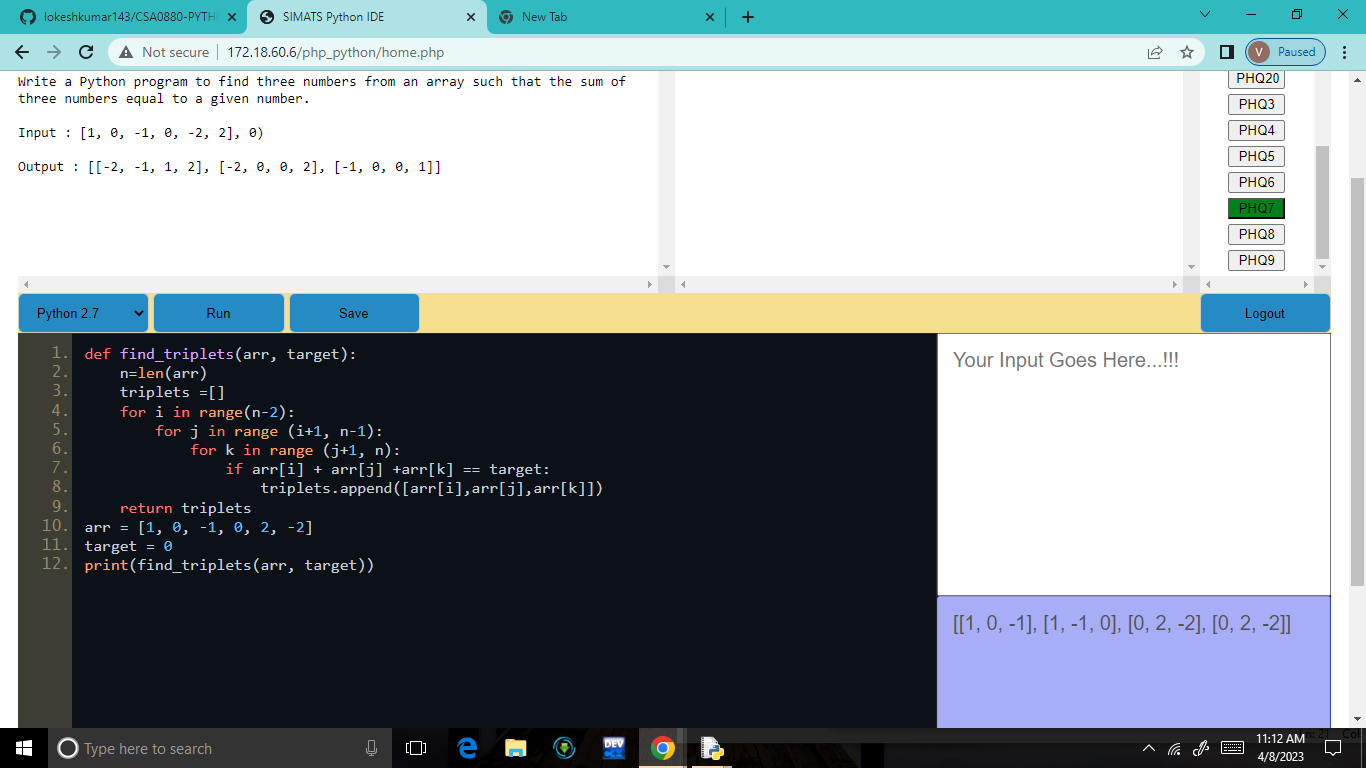 lokeshkumar143/CSA0880-PYTH
SIMATS Python IDE
New Tab
Not secure
172.18.60.6/php_python/home.php
V
Paused
Write a Python program to find three numbers from an array such that the sum of
three numbers equal to a given number.
Input : [1, 0, -1, 0, -2, 2], 0)
Output : [[-2, -1, 1, 2], [-2, 0, 0, 2], [-1, 0, 0, 1]]
PHQ20
PHQ3
PHQ4
PHQ5
PHQ6
PHQ7
PHQ8
PHQ9
Python 2.7
Run
Save
Logout
1. def find_triplets(arr, target):
2. n=len(arr)
3. triplets =[]
4. for i in range(n-2):
5. for j in range (i+1, n-1):
6. for k in range (j+1, n):
7. if arr[i] + arr[j] +arr[k] == target:
8. triplets.append([arr[i],arr[j],arr[k]])
9. return triplets
10. arr = [1, 0, -1, 0, 2, -2]
11. target = 0
12. print(find_triplets(arr, target))
Your Input Goes Here...!!!
[[1, 0, -1], [1, -1, 0], [0, 2, -2], [0, 2, -2]]
Type here to search
DEV
11:12 AM
4/8/2023